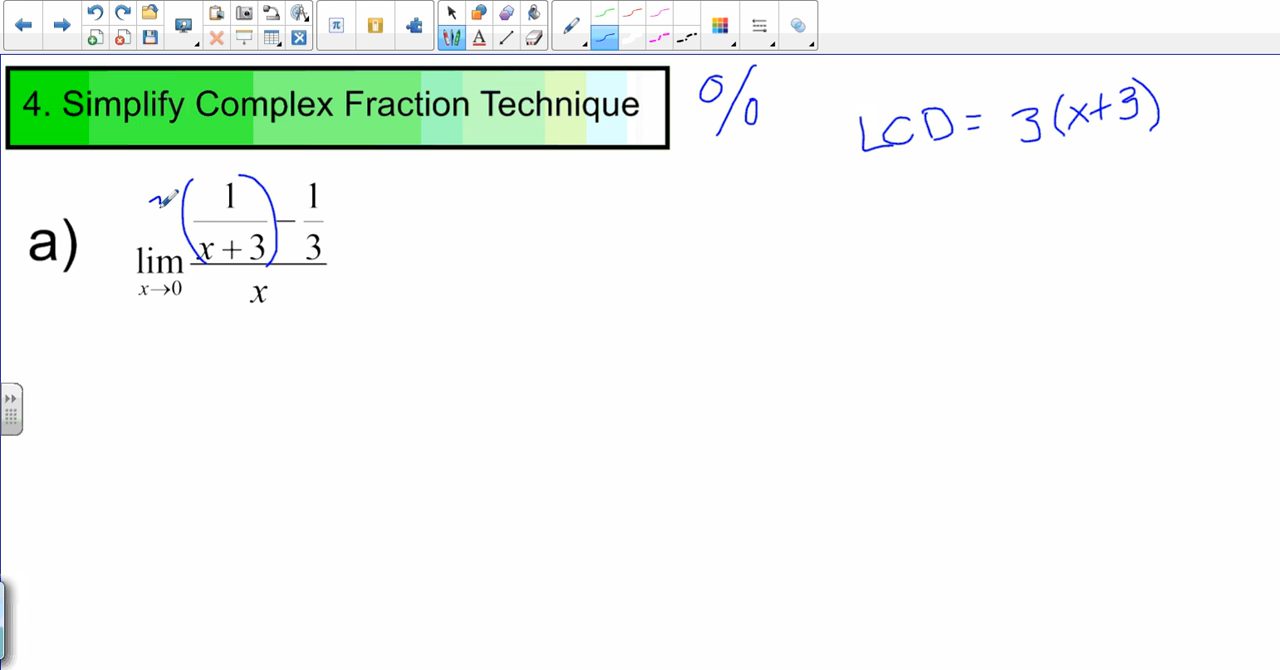 4. Simplify Complex Fraction Technique
0/0
LCD = 3(x+3)
a) lim x→0 ((1/(x+3)) − 1/3)/x